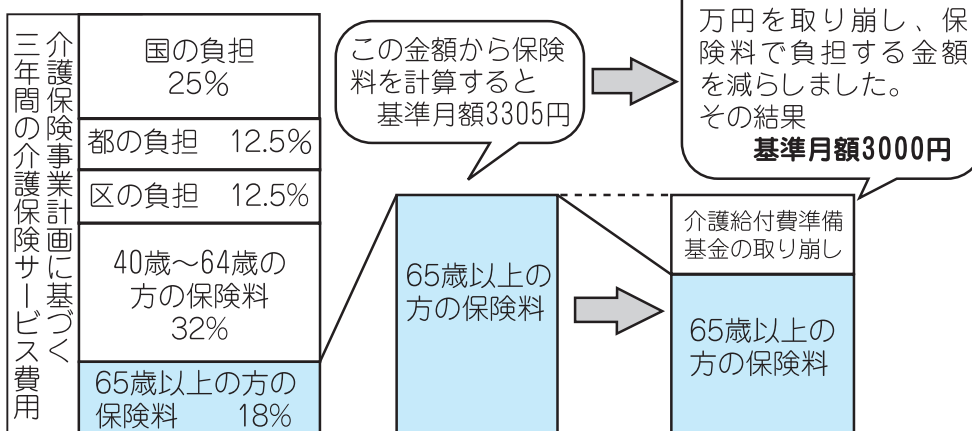 介護保険事業計画に基づく
三年間の介護保険サービス費用
国の負担
25%
都の負担 12.5%
区の負担 12.5%
40歳~64歳の
方の保険料
32%
65歳以上の方の
保険料 18%
この金額から保険
料を計算すると
基準月額3305円
65歳以上の
方の保険料
万円を取り崩し、保
険料で負担する金額
を減らしました。
その結果
基準月額3000円
介護給付費準備
基金の取り崩し
65歳以上の
方の保険料